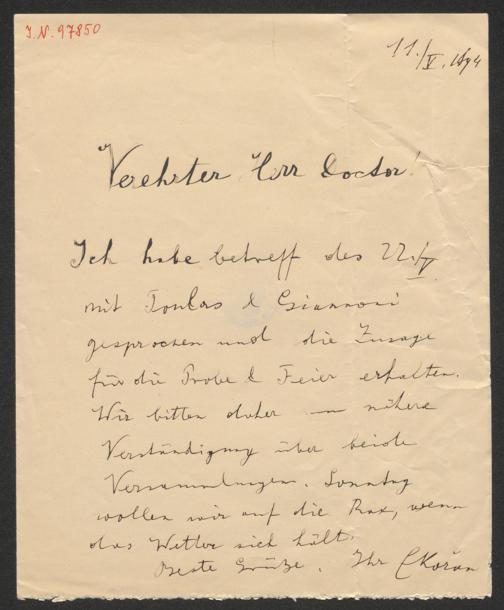 I.N. 97850
11./V. 1894
Verehrter Herr Doctor!
Ich habe betreff des 22./V.
mit Foulas & Giannoni
gesprochen und die Zusage
für die Probe & Feier erhalten.
Wir bitten daher um nähere
Verständigung über beide
Versammlungen. Sonntag
wollen wir auf die Rax, wenn
das Wetter sich hält.
Beste Grüße. Ihr